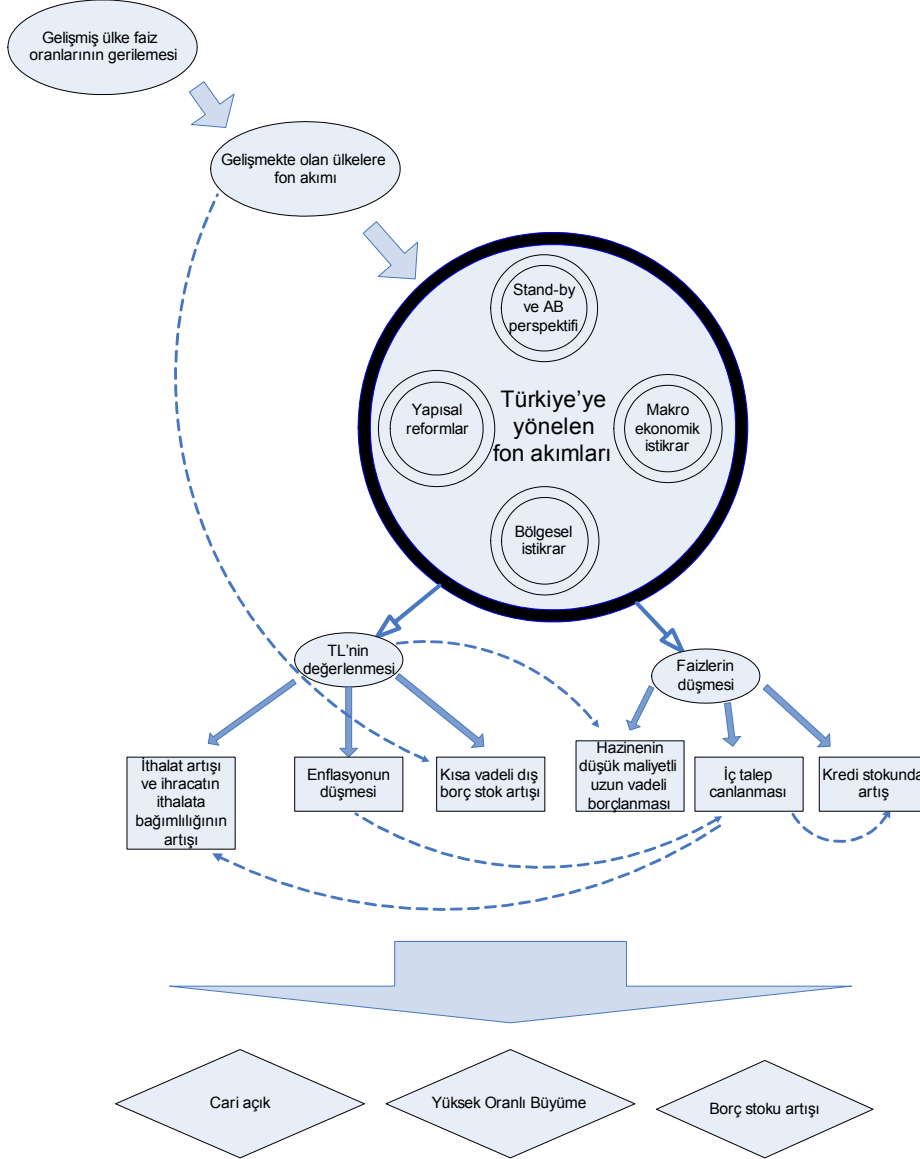 Gelişmiş ülke faiz
oranlarının gerilemesi
Gelişmekte olan ülkelere
fon akımı
Stand-by
ve AB
perspektifi
Yapısal
reformlar
Türkiye’ye
yönelen
fon akımları
Makro
ekonomik
istikrar
Bölgesel
istikrar
TL’nin
değerlenmesi
Faizlerin
düşmesi
İthalat artışı
ve ihracatın
ithalata
bağımlılığının
artışı
Enflasyonun
düşmesi
Kısa vadeli dış
borç stok artışı
Hazinenin
düşük maliyetli
uzun vadeli
borçlanması
İç talep
canlanması
Kredi stokunda
artış
Cari açık
Yüksek Oranlı Büyüme
Borç stoku artışı